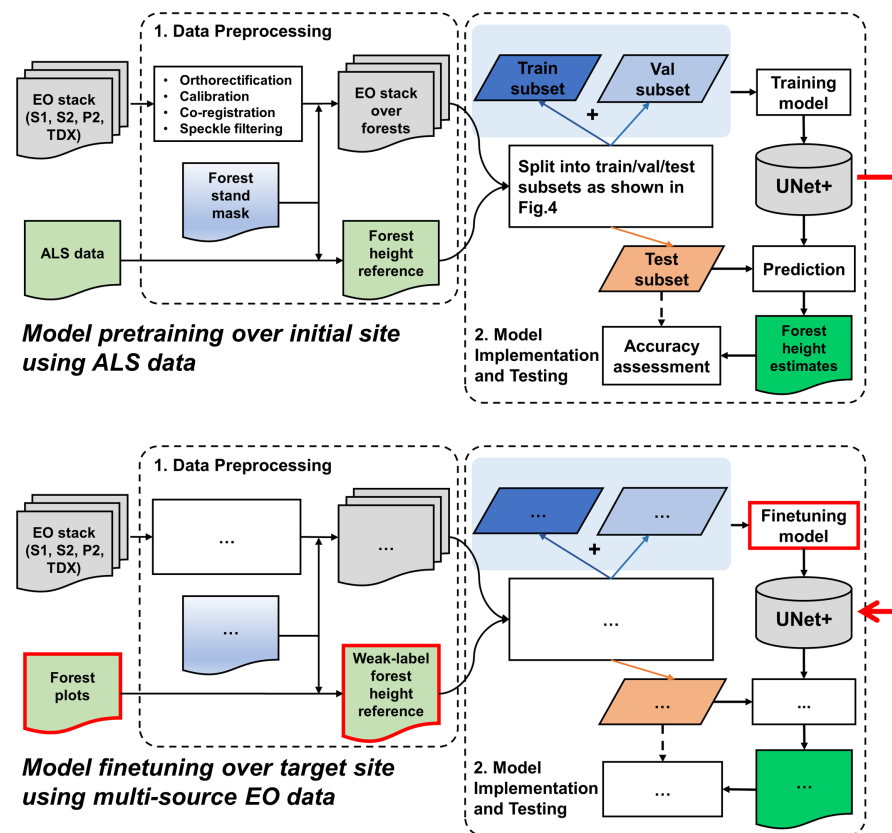 1. Data Preprocessing
EO stack
(S1, S2, P2,
TDX)
• Orthorectification
• Calibration
• Co-registration
• Speckle filtering
EO stack
over
forests
Forest
stand
mask
ALS data
Forest
height
reference
Model pretraining over initial site
using ALS data
Train
subset
+
Val
subset
Training
model
Split into train/val/test
subsets as shown in
Fig.4
UNet+
Test
subset
Prediction
2. Model
Implementation
and Testing
Accuracy
assessment
Forest
height
estimates
1. Data Preprocessing
EO stack
(S1, S2, P2,
TDX)
...
...
...
Forest
plots
Weak-label
forest
height
reference
Model finetuning over target site
using multi-source EO data
...
+
...
Finetuning
model
...
UNet+
...
...
2. Model
Implementation
and Testing
...
...